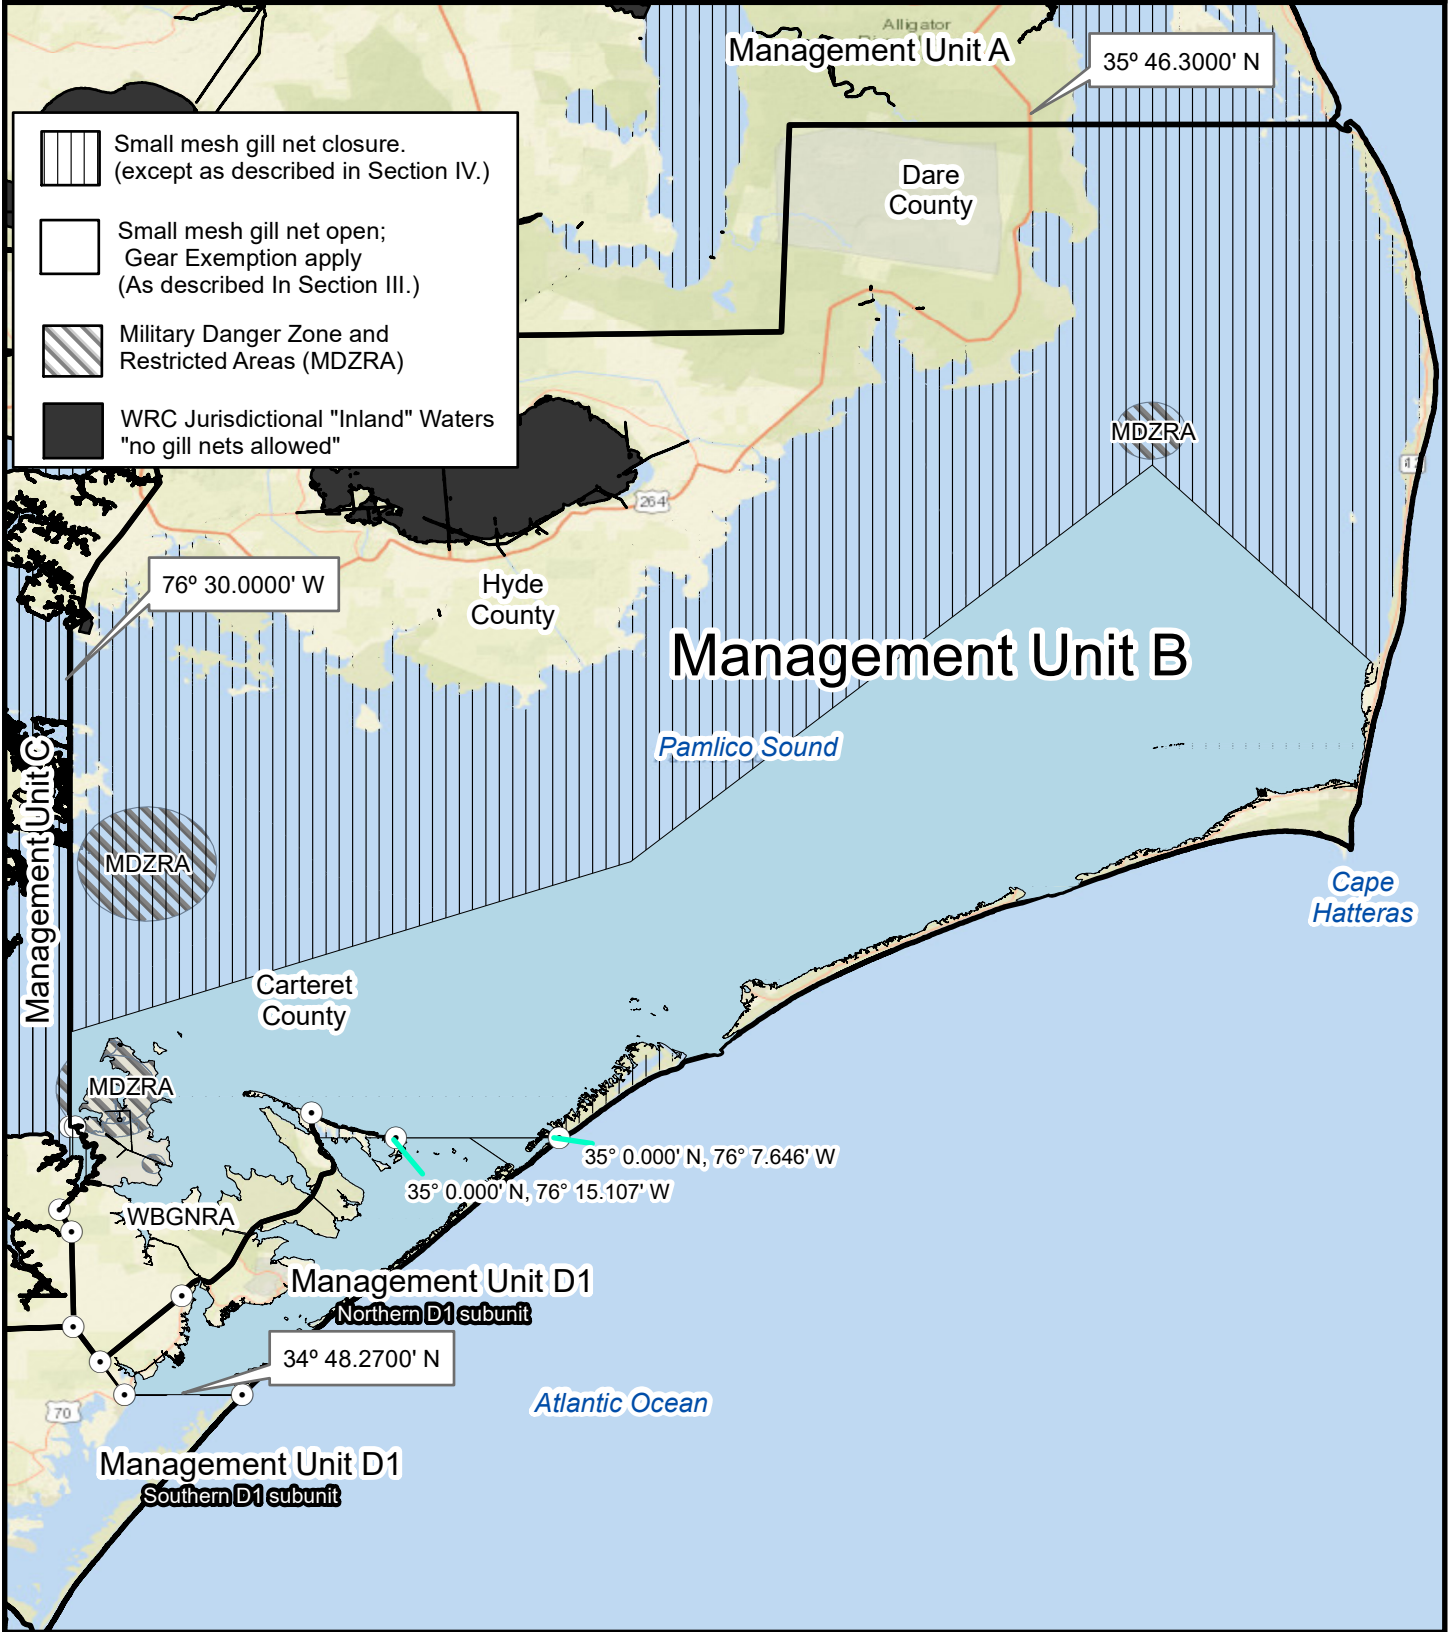 Alligator
Management Unit A
35º 46.3000' N
Small mesh gill net closure.
(except as described in Section IV.)
Small mesh gill net open;
Gear Exemption apply
(As described In Section III.)
Military Danger Zone and
Restricted Areas (MDZRA)
WRC Jurisdictional "Inland" Waters
"no gill nets allowed"
Dare
County
MDZRA
12
264
76º 30.0000' W
Hyde
County
Management Unit B
Pamlico Sound
Management Unit C
MDZRA
Cape
Hatteras
Carteret
County
MDZRA
35° 0.000' N, 76° 7.646' W
35° 0.000' N, 76° 15.107' W
WBGNRA
Management Unit D1
Northern D1 subunit
34º 48.2700' N
Atlantic Ocean
70
Management Unit D1
Southern D1 subunit